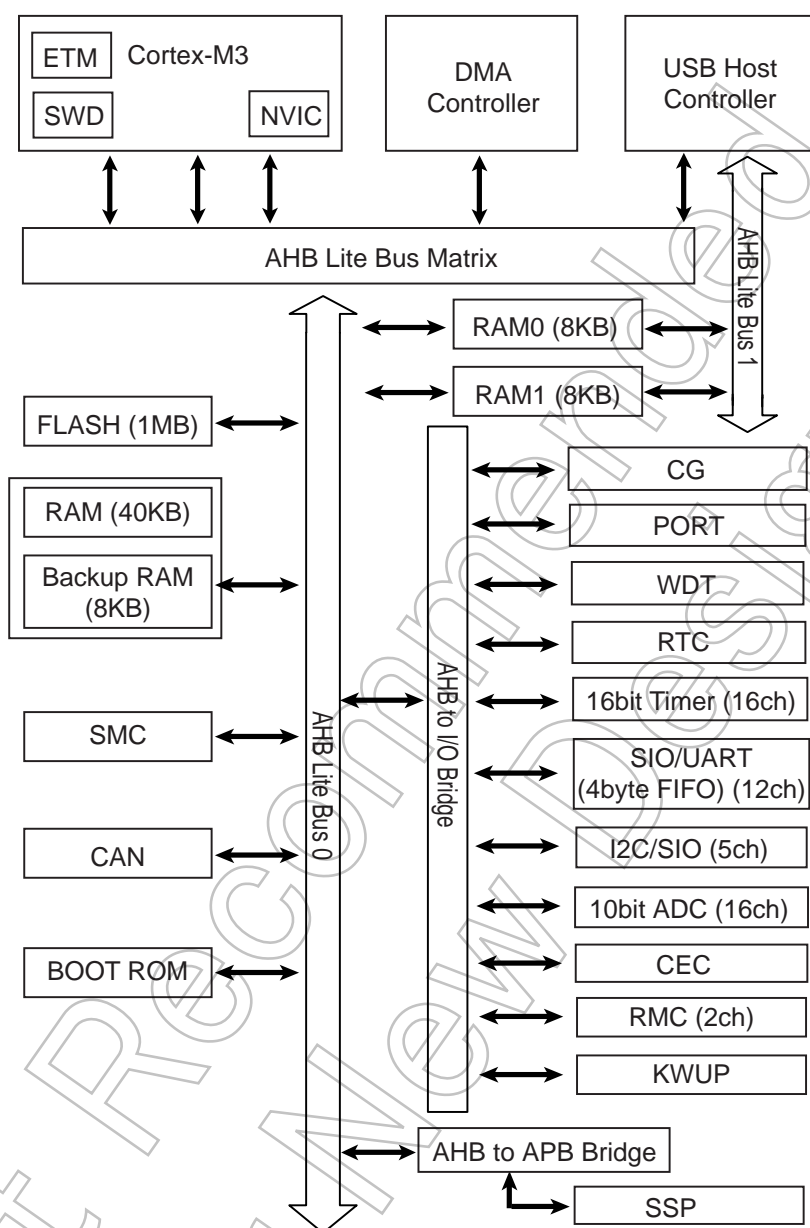 ETM
Cortex-M3
SWD
NVIC
DMA
Controller
USB Host
Controller
AHB Lite Bus Matrix
AHB Lite Bus 1
RAM0 (8KB)
RAM1 (8KB)
FLASH (1MB)
RAM (40KB)
Backup RAM
(8KB)
SMC
CAN
BOOT ROM
AHB Lite Bus 0
AHB to I/O Bridge
CG
PORT
WDT
RTC
16bit Timer (16ch)
SIO/UART
(4byte FIFO) (12ch)
I2C/SIO (5ch)
10bit ADC (16ch)
CEC
RMC (2ch)
KWUP
AHB to APB Bridge
SSP
t Recommended
New Desig